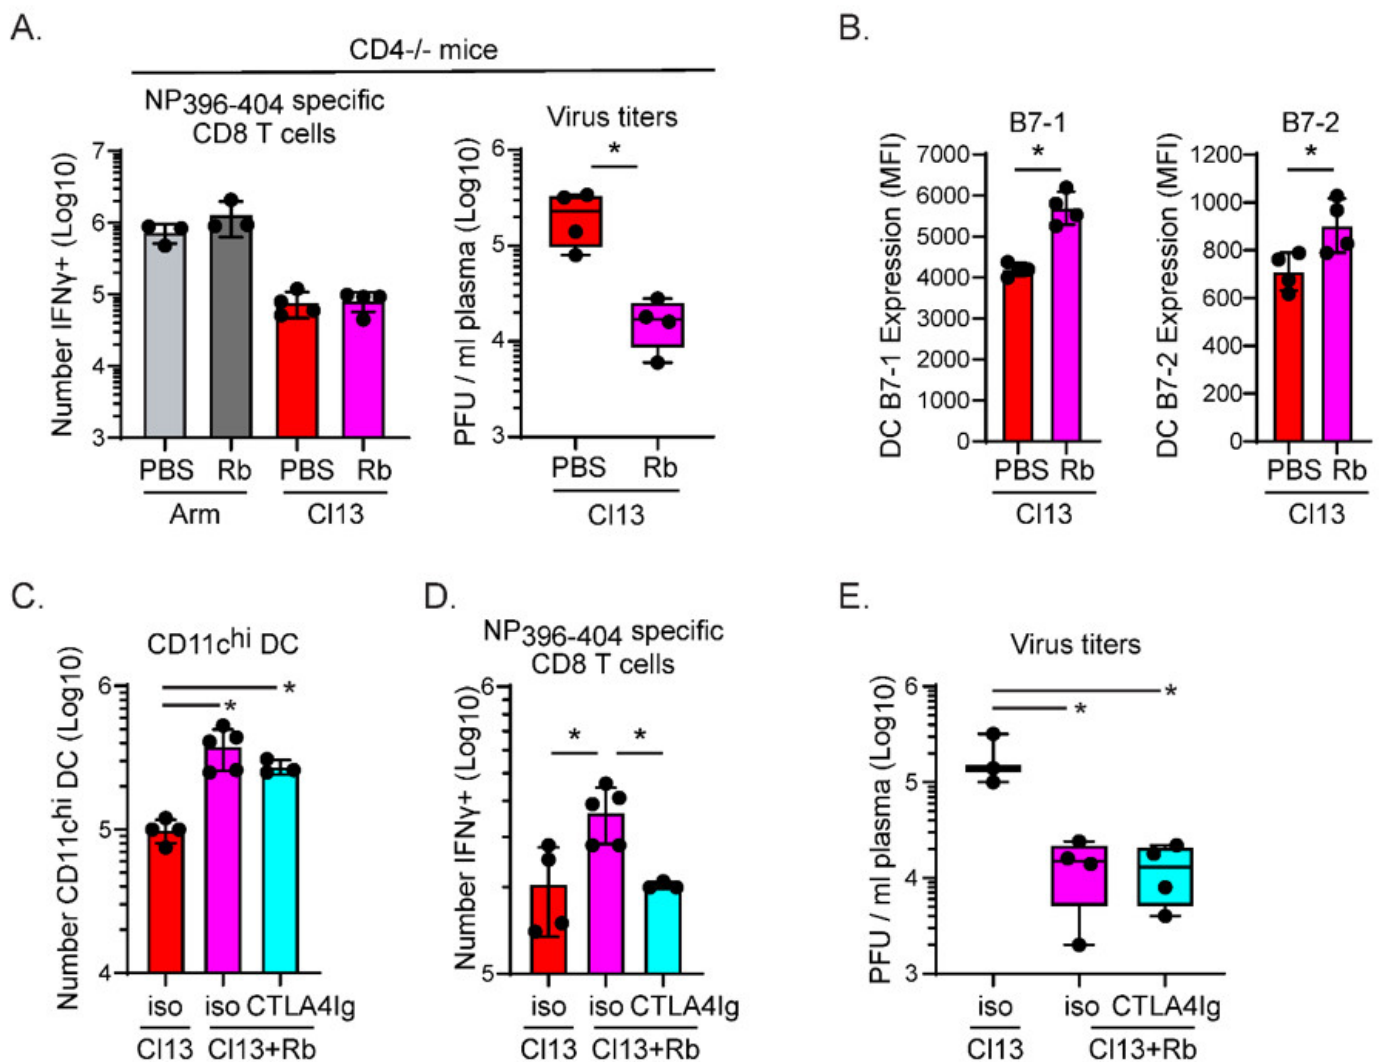 A.
CD4-/- mice
NP396-404 specific
CD8 T cells
Number IFNγ+ (Log10)
7
6
5
4
3
PBS Rb PBS Rb
Arm Cl13
Virus titers
PFU / ml plasma (Log10)
6
5
4
3
*
PBS Rb
Cl13
B.
B7-1
DC B7-1 Expression (MFI)
7000
6000
5000
4000
3000
2000
1000
0
*
PBS Rb
Cl13
B7-2
DC B7-2 Expression (MFI)
1200
1000
800
600
400
200
0
*
PBS Rb
Cl13
C.
CD11chi DC
Number CD11chi DC (Log10)
6
5
4
*
*
iso iso CTLA4Ig
Cl13 Cl13+Rb
D.
NP396-404 specific
CD8 T cells
Number IFNγ+ (Log10)
6
5
* *
iso iso CTLA4Ig
Cl13 Cl13+Rb
E.
Virus titers
PFU / ml plasma (Log10)
6
5
4
3
*
*
iso iso CTLA4Ig
Cl13 Cl13+Rb